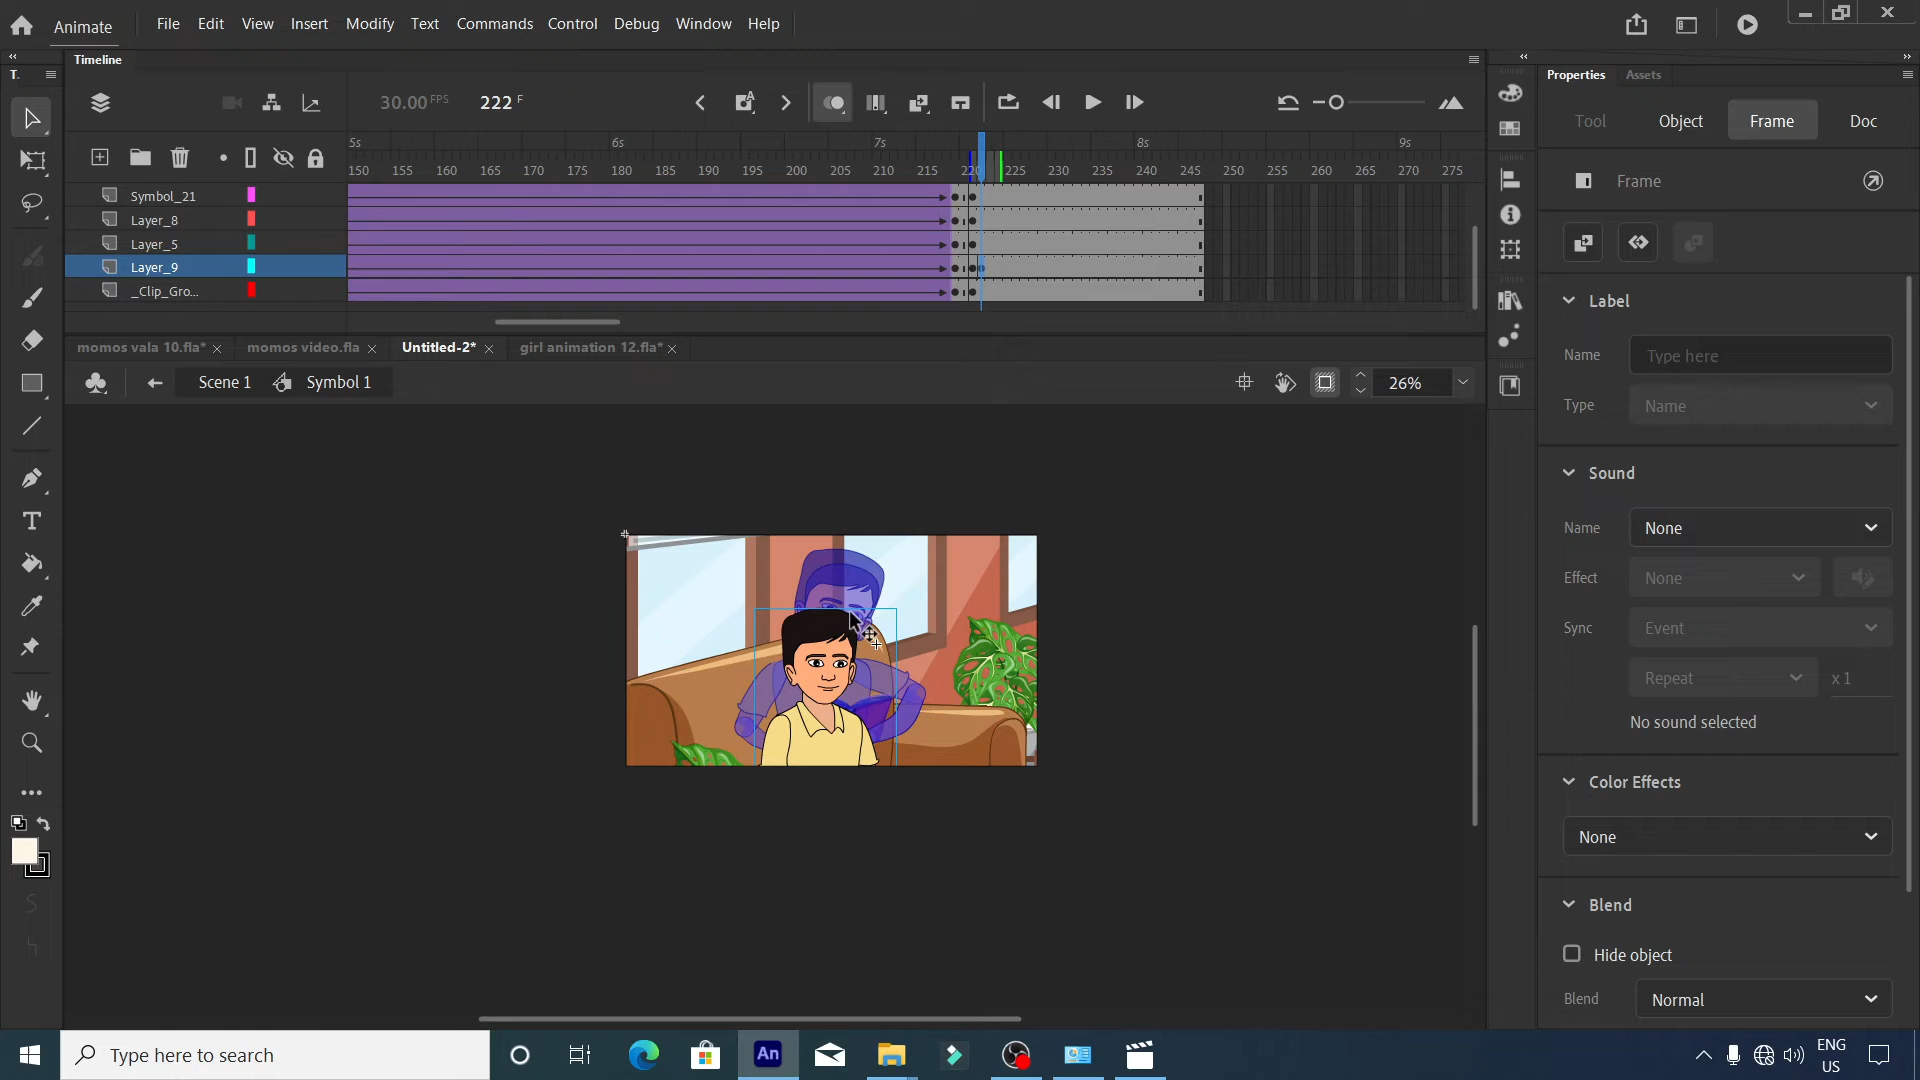 Animate
File Edit View Insert Modify Text Commands Control Debug Window Help
Timeline
T.
30.00 FPS 222 F
5s 6s 7s 8s 9s
150 155 160 165 170 175 180 185 190 195 200 205 210 215 220 225 230 235 240 245 250 255 260 265 270 275
Symbol_21
Layer_8
Layer_5
Layer_9
_Clip_Gro...
momos vala 10.fla* momos video.fla Untitled-2* girl animation 12.fla*
Scene 1 Symbol 1 26%
Properties Assets
Tool Object Frame Doc
Frame
Label
Name Type here
Type Name
Sound
Name None
Effect None
Sync Event
Repeat x 1
No sound selected
Color Effects
None
Blend
Hide object
Blend Normal
An
Type here to search
ENG
US